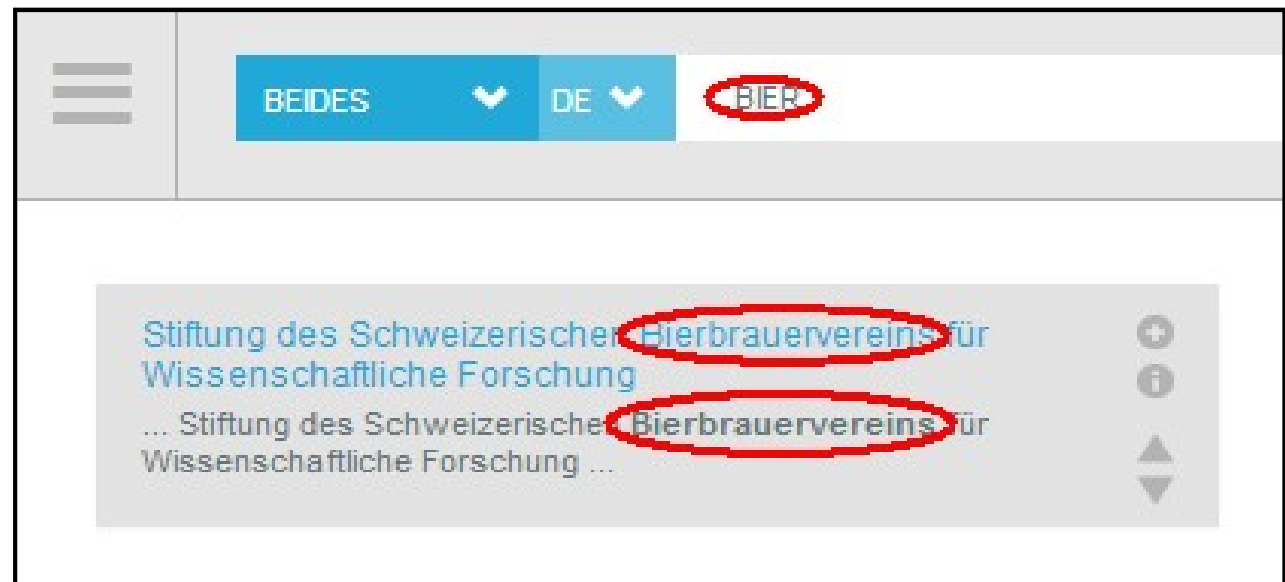 BEIDES DE BIER
Stiftung des Schweizerischen Bierbrauervereins für
Wissenschaftliche Forschung
... Stiftung des Schweizerischen Bierbrauervereins für
Wissenschaftliche Forschung ...